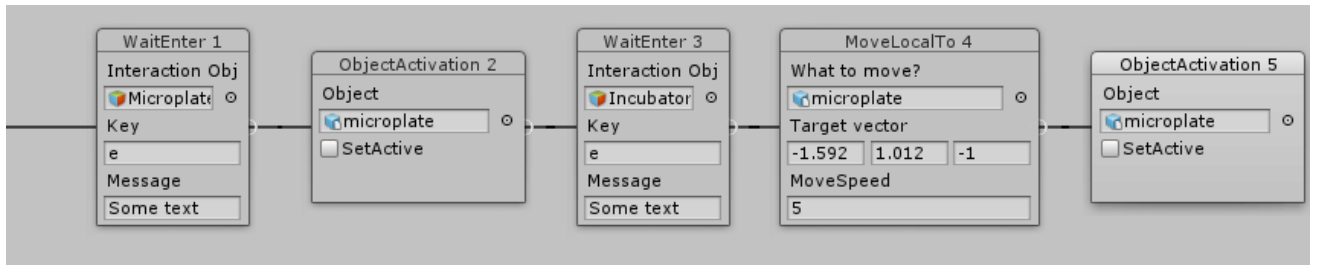 WaitEnter 1
Interaction Obj
Microplate
Key
e
Message
Some text
ObjectActivation 2
Object
microplate
SetActive
WaitEnter 3
Interaction Obj
Incubator
Key
e
Message
Some text
MoveLocalTo 4
What to move?
microplate
Target vector
-1.592 1.012 -1
MoveSpeed
5
ObjectActivation 5
Object
microplate
SetActive